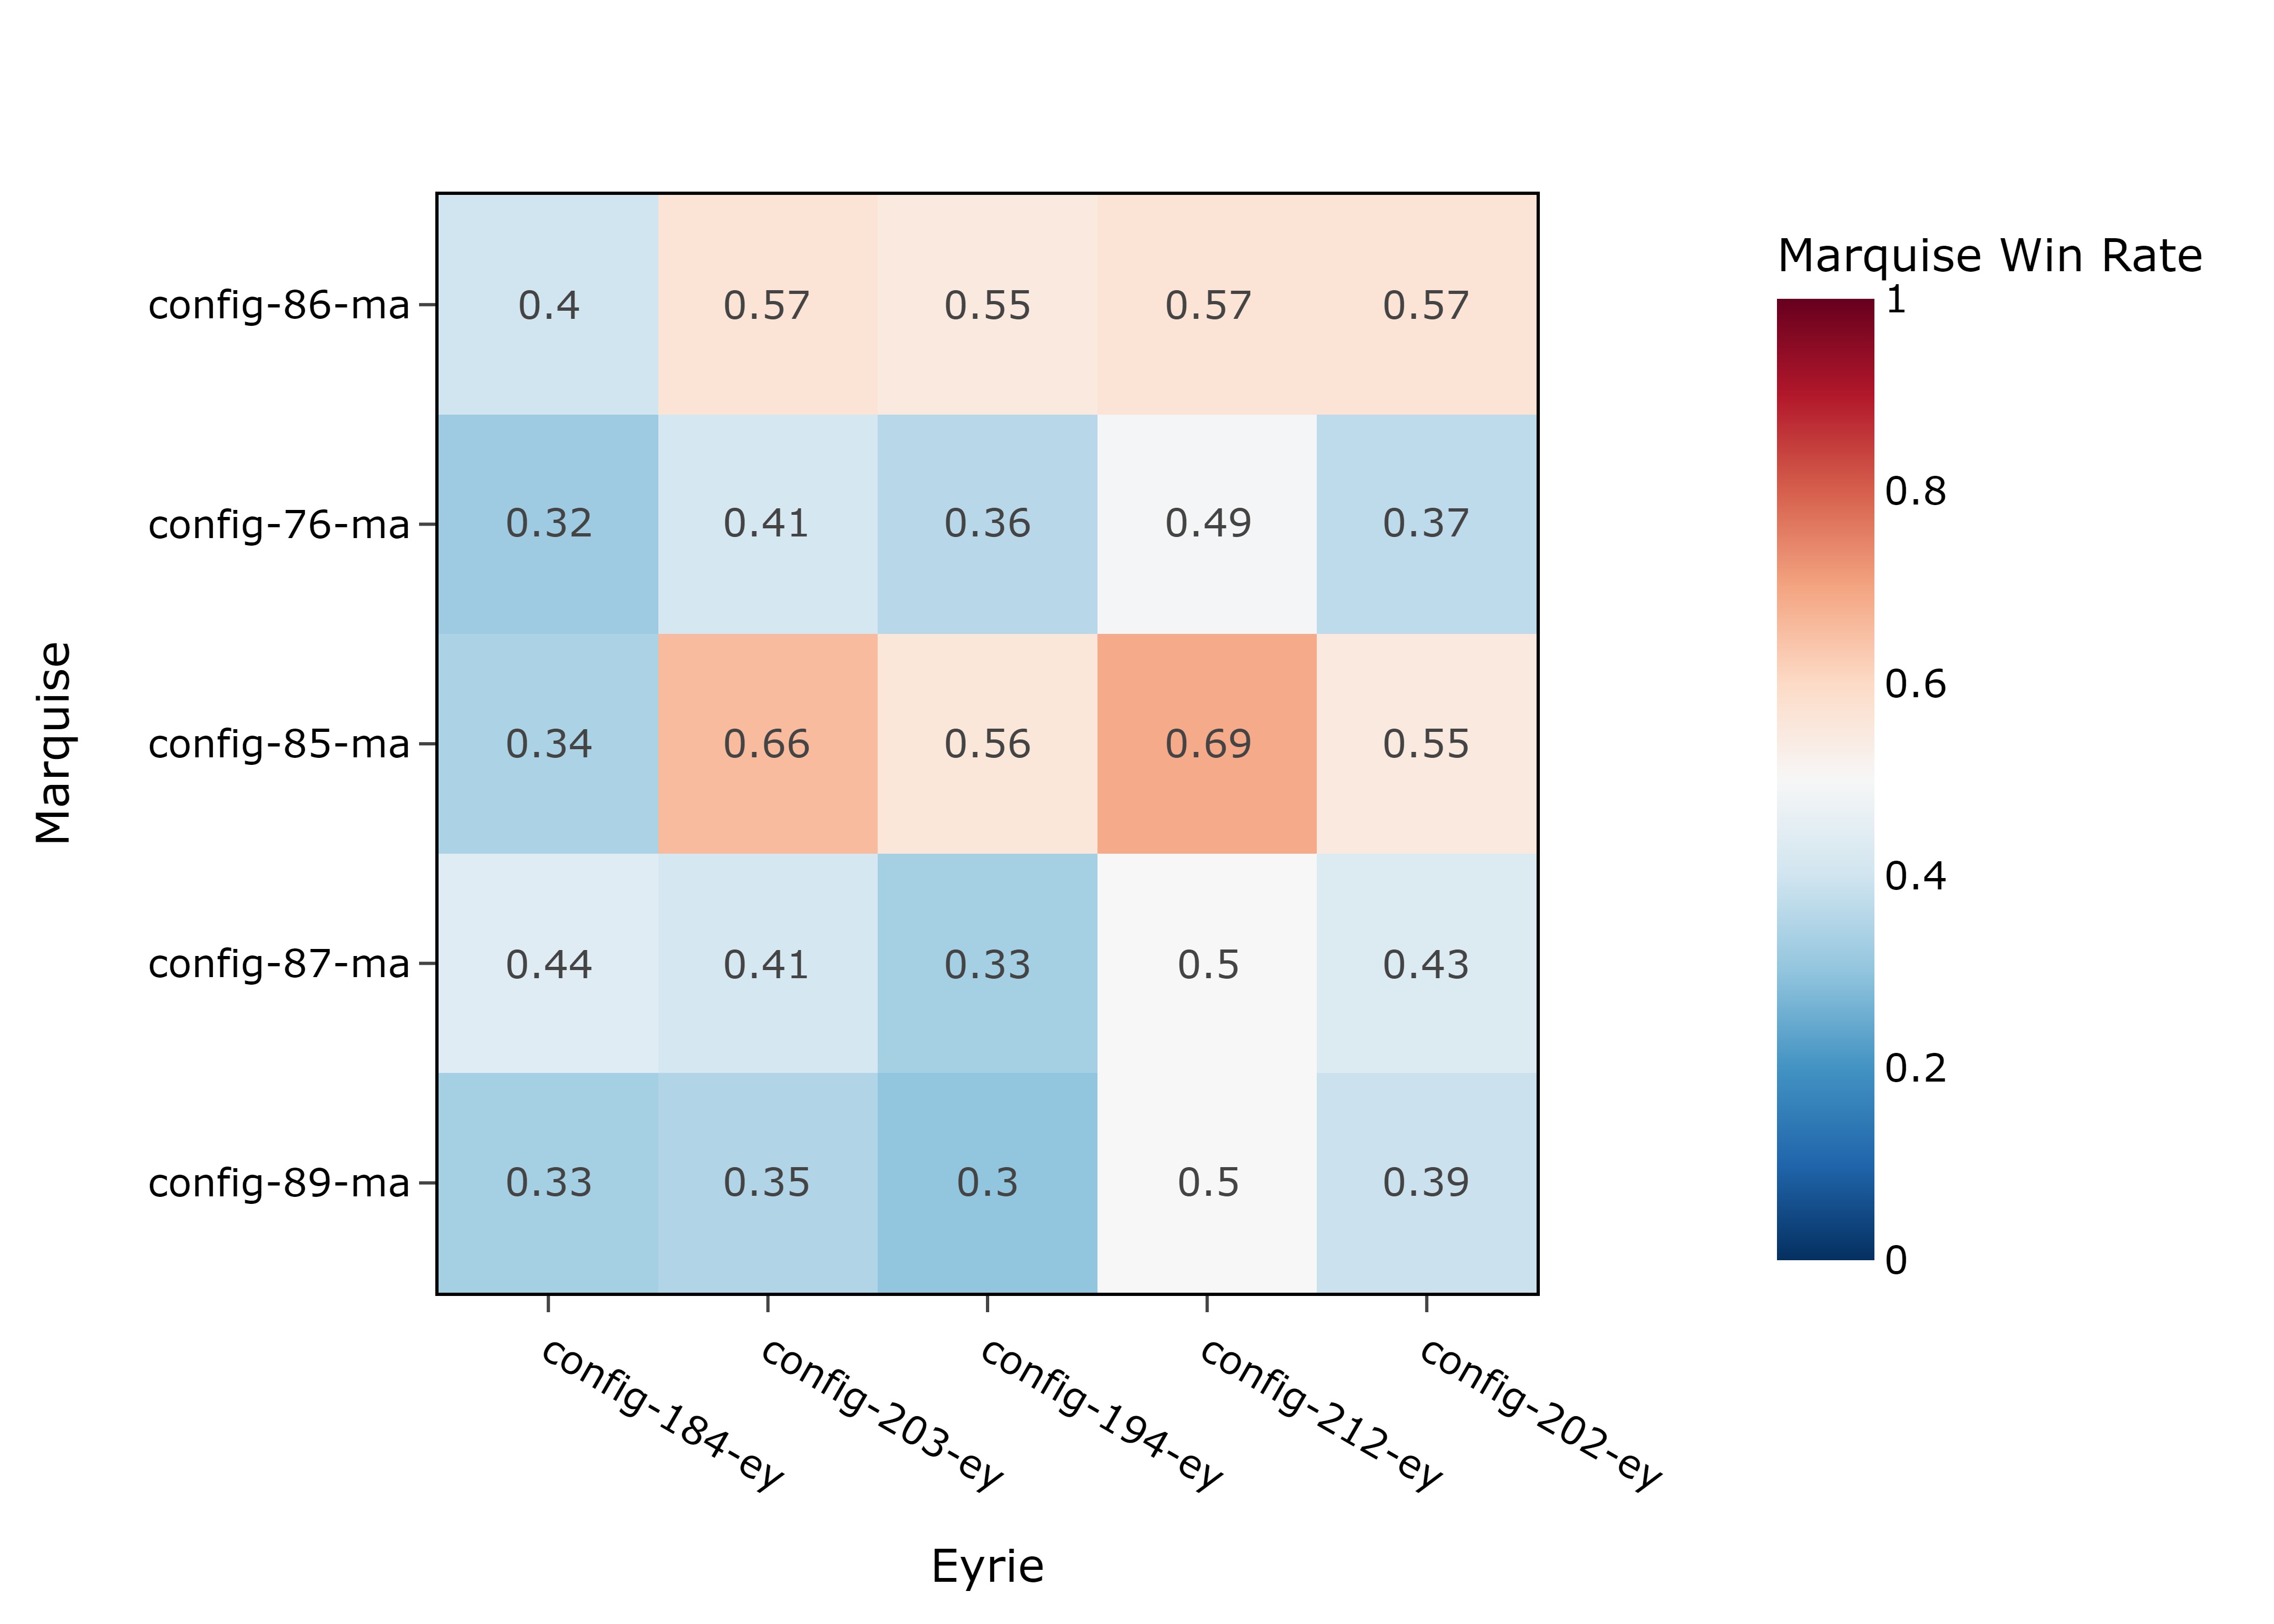 Marquise Win Rate
1
0.8
0.6
0.4
0.2
0
Marquise
config-86-ma 0.4 0.57 0.55 0.57 0.57
config-76-ma 0.32 0.41 0.36 0.49 0.37
config-85-ma 0.34 0.66 0.56 0.69 0.55
config-87-ma 0.44 0.41 0.33 0.5 0.43
config-89-ma 0.33 0.35 0.3 0.5 0.39
config-184-ey
config-203-ey
config-194-ey
config-212-ey
config-202-ey
Eyrie